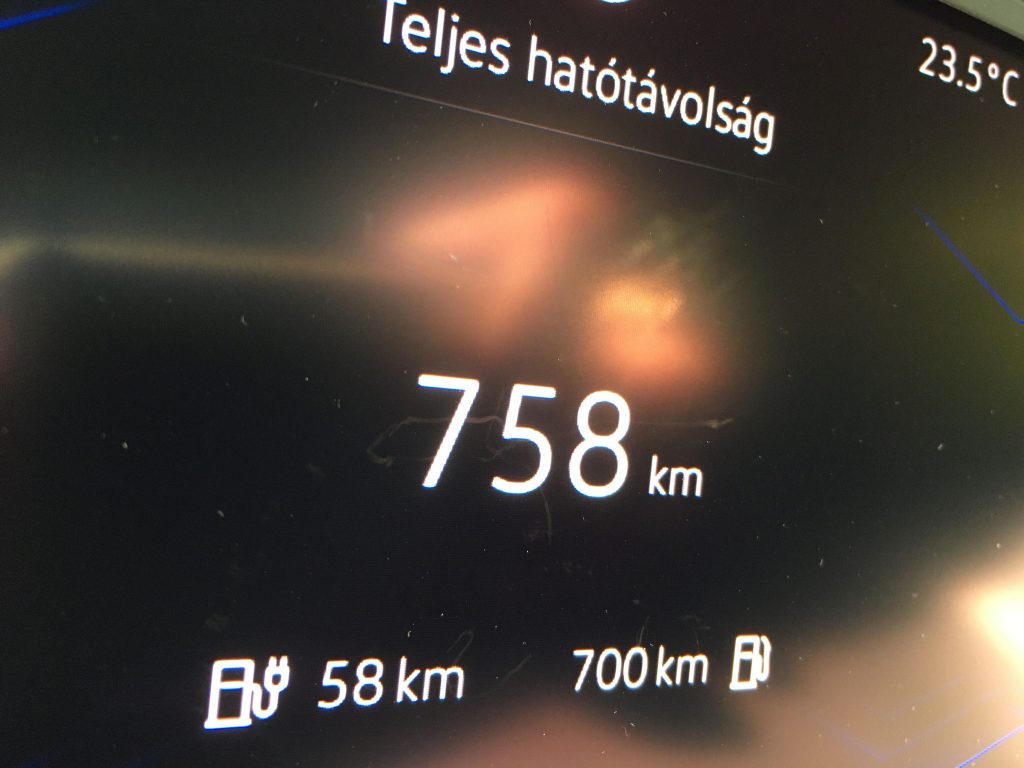 Teljes hatótávolság
23.5°C
758 km
58 km
700 km